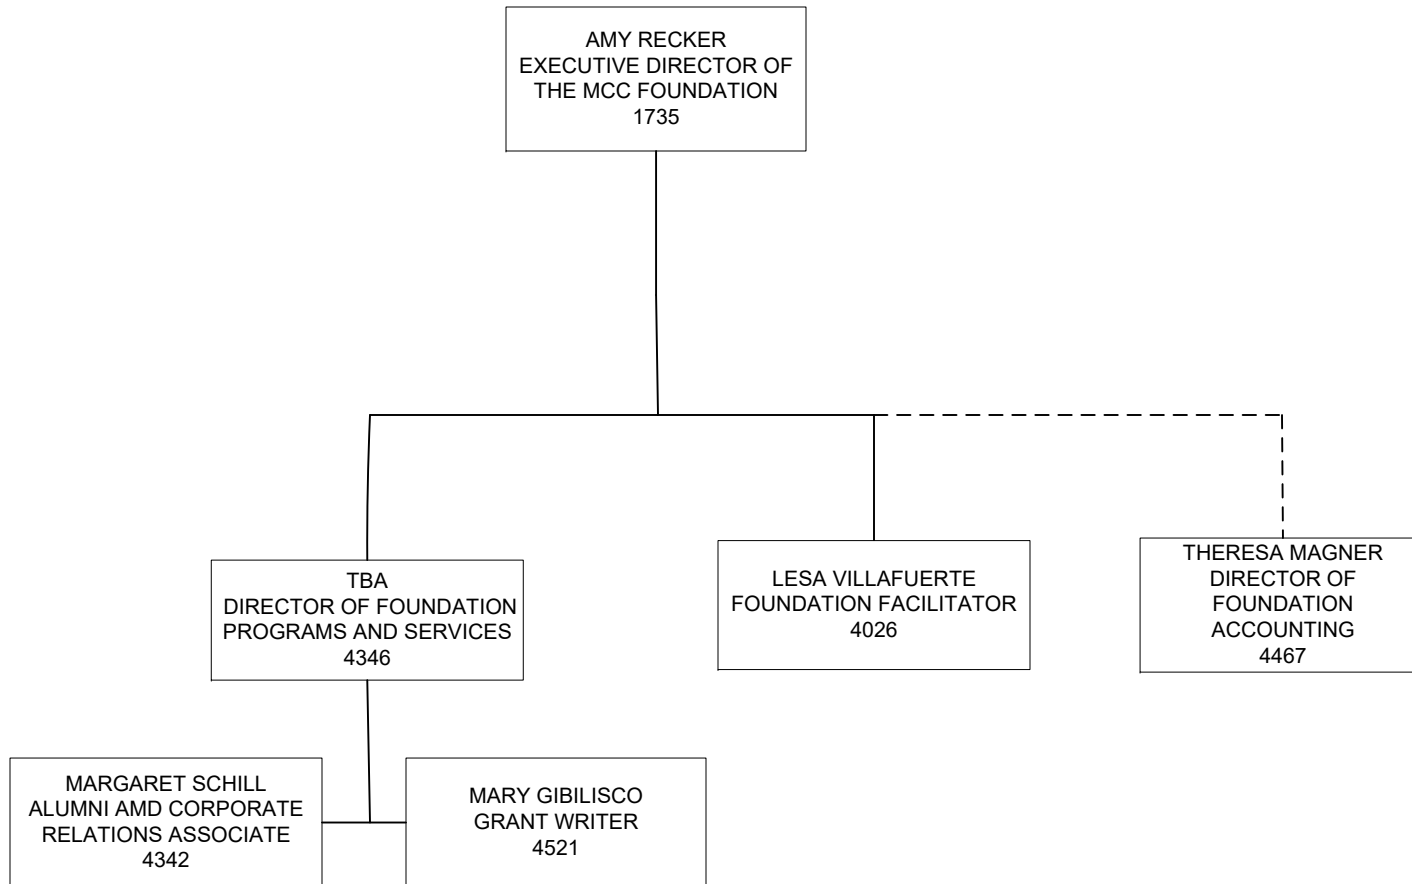 AMY RECKER
EXECUTIVE DIRECTOR OF
THE MCC FOUNDATION
1735
TBA
DIRECTOR OF FOUNDATION
PROGRAMS AND SERVICES
4346
LESA VILLAFUERTE
FOUNDATION FACILITATOR
4026
THERESA MAGNER
DIRECTOR OF
FOUNDATION
ACCOUNTING
4467
MARGARET SCHILL
ALUMNI AMD CORPORATE
RELATIONS ASSOCIATE
4342
MARY GIBILISCO
GRANT WRITER
4521